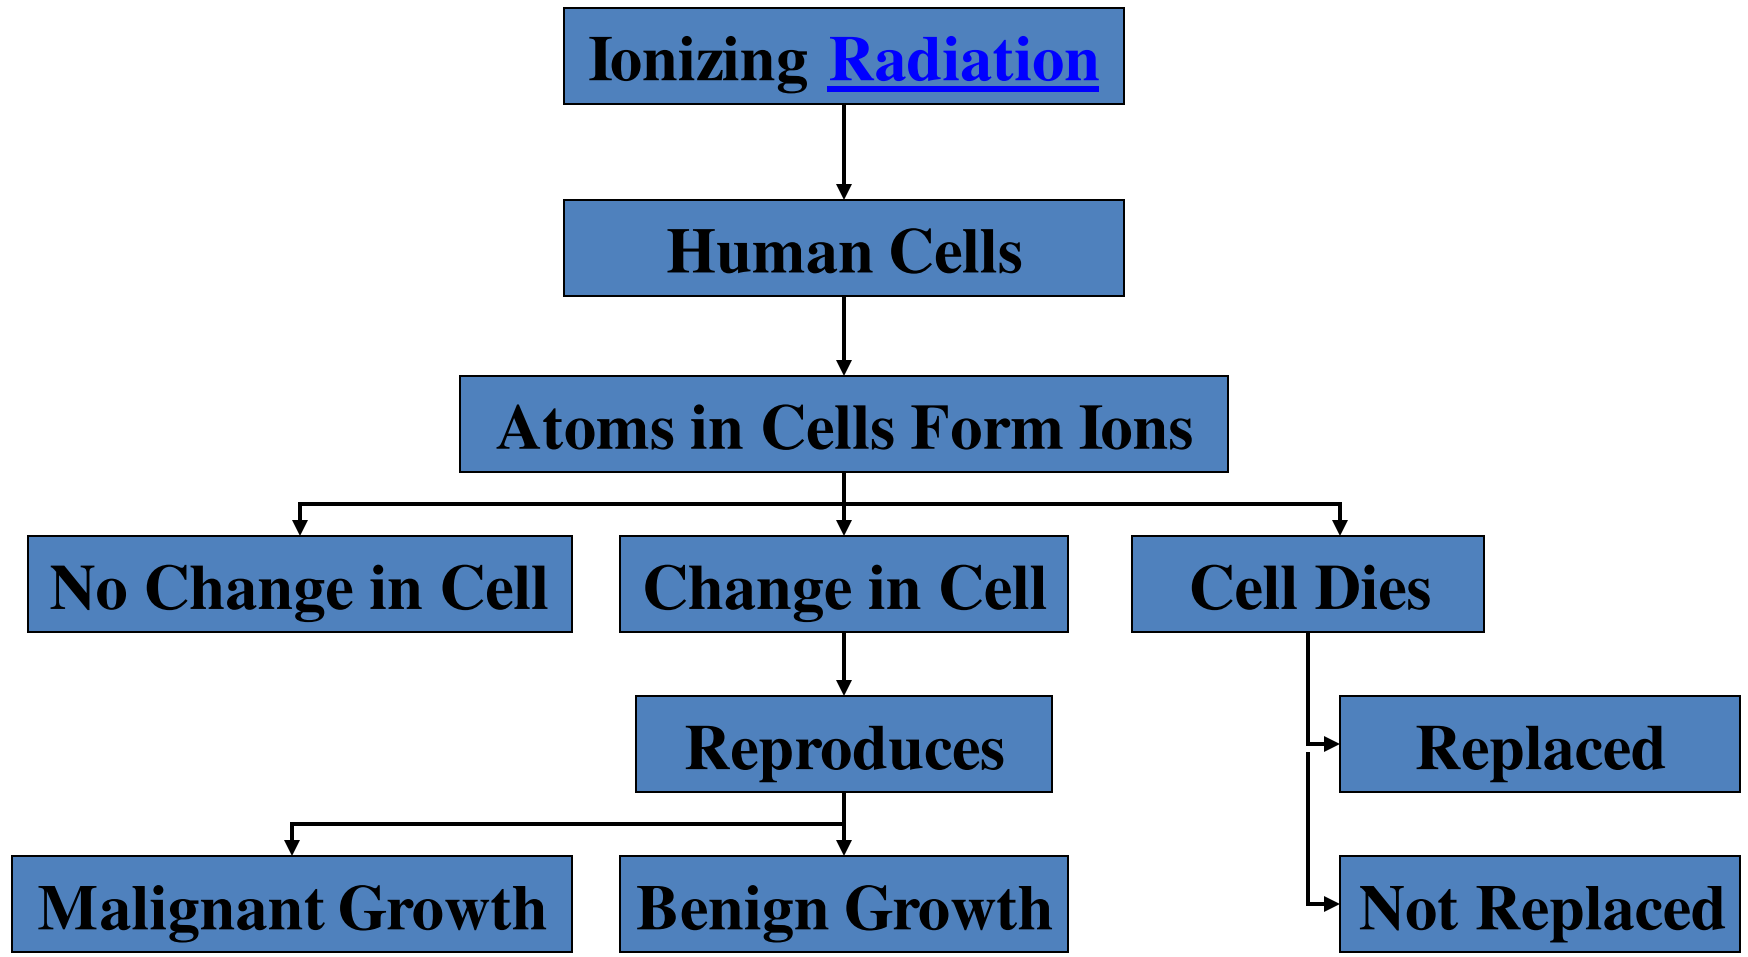 Ionizing Radiation
Human Cells
Atoms in Cells Form Ions
No Change in Cell
Change in Cell
Cell Dies
Reproduces
Replaced
Malignant Growth
Benign Growth
Not Replaced